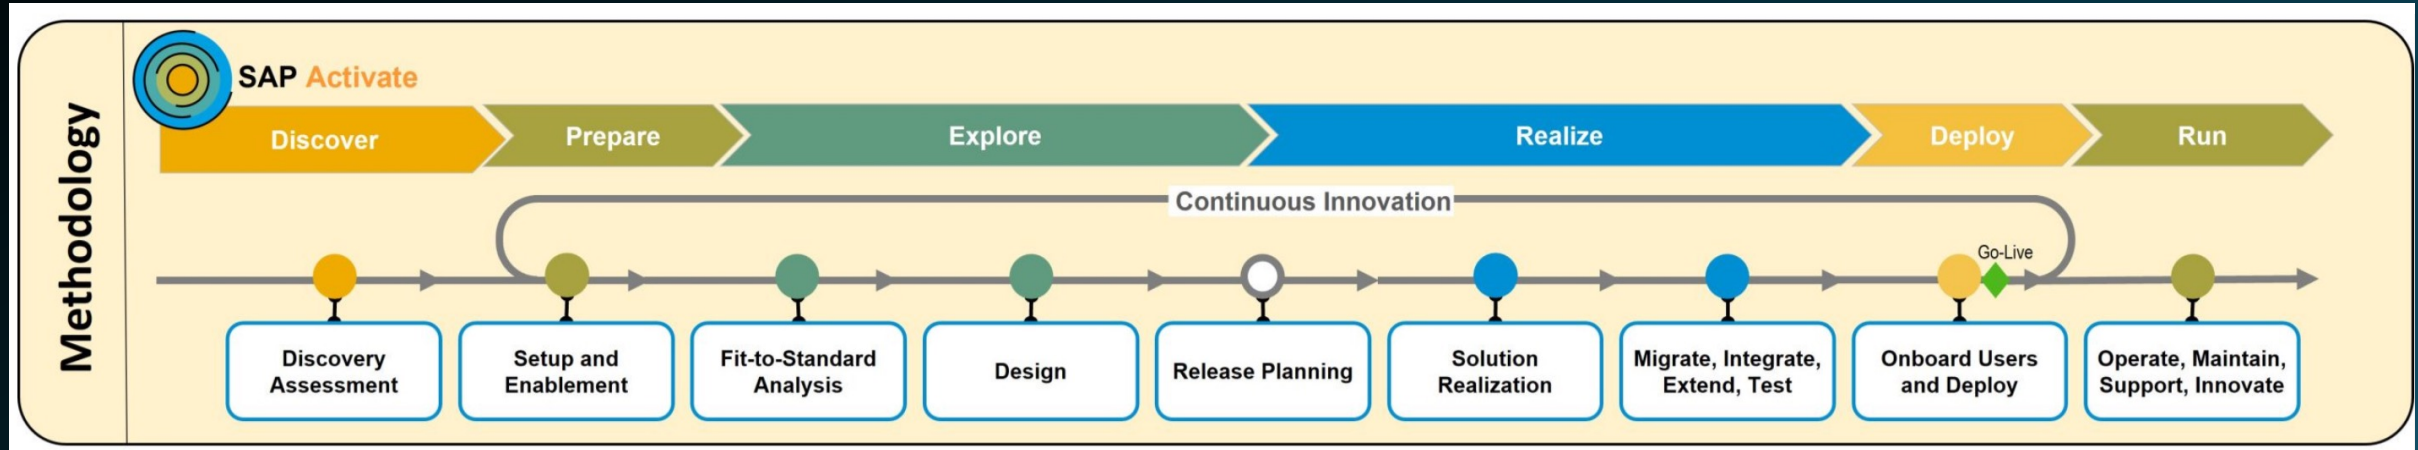 Methodology
SAP Activate
Discover
Prepare
Explore
Realize
Deploy
Run
Continuous Innovation
Go-Live
Discovery
Assessment
Setup and
Enablement
Fit-to-Standard
Analysis
Design
Release Planning
Solution
Realization
Migrate, Integrate,
Extend, Test
Onboard Users
and Deploy
Operate, Maintain,
Support, Innovate